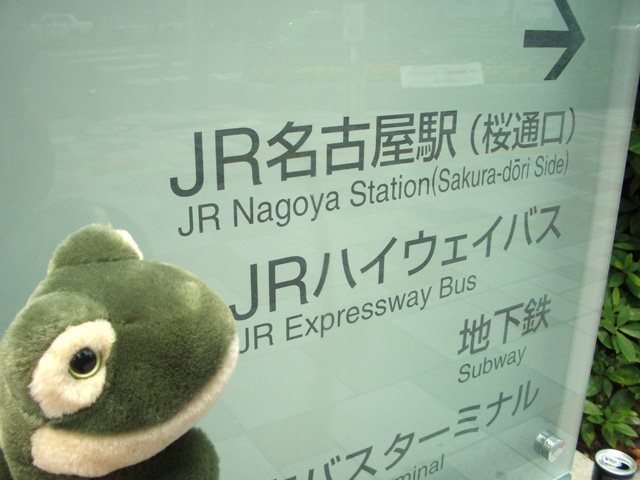 JR名古屋駅(桜通口)
JR Nagoya Station(Sakura-dōri Side)
JRハイウェイバス
JR Expressway Bus
地下鉄
Subway
バスターミナル